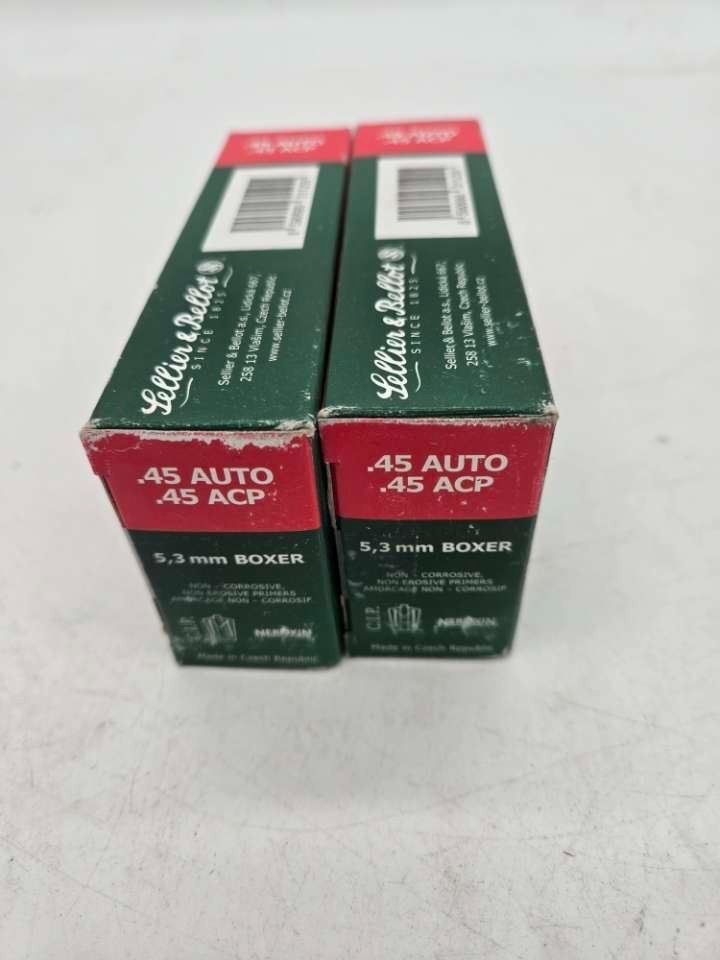 .45 AUTO
.45 ACP
Sellier & Bellot
SINCE 1825
Sellier & Bellot a.s., Lidická 667,
258 13 Vlašim, Czech Republic
www.sellier-bellot.cz
.45 AUTO
.45 ACP
5,3 mm BOXER
NON - CORROSIVE,
NON-EROSIVE PRIMERS
AMORCAGE NON - CORROSIF
C.I.P.
NEROXIN
Made in Czech Republic
.45 AUTO
.45 ACP
Sellier & Bellot
SINCE 1825
Sellier & Bellot a.s., Lidická 667,
258 13 Vlašim, Czech Republic
www.sellier-bellot.cz
.45 AUTO
.45 ACP
5,3 mm BOXER
NON - CORROSIVE,
NON-EROSIVE PRIMERS
AMORCAGE NON - CORROSIF
C.I.P.
NEROXIN
Made in Czech Republic